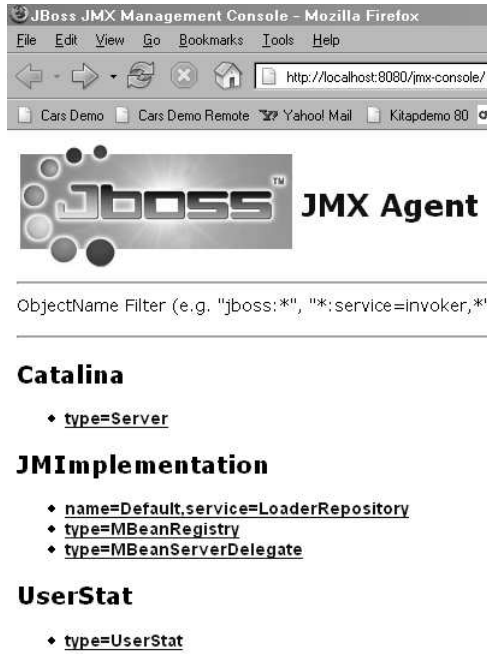 JBoss JMX Management Console - Mozilla Firefox
File Edit View Go Bookmarks Tools Help
http://localhost:8080/jmx-console/
Cars Demo Cars Demo Remote Yahoo! Mail Kitapdemo 80
Jboss™ JMX Agent
ObjectName Filter (e.g. "jboss:*", "*:service=invoker,*"
Catalina
type=Server
JMImplementation
name=Default,service=LoaderRepository
type=MBeanRegistry
type=MBeanServerDelegate
UserStat
type=UserStat